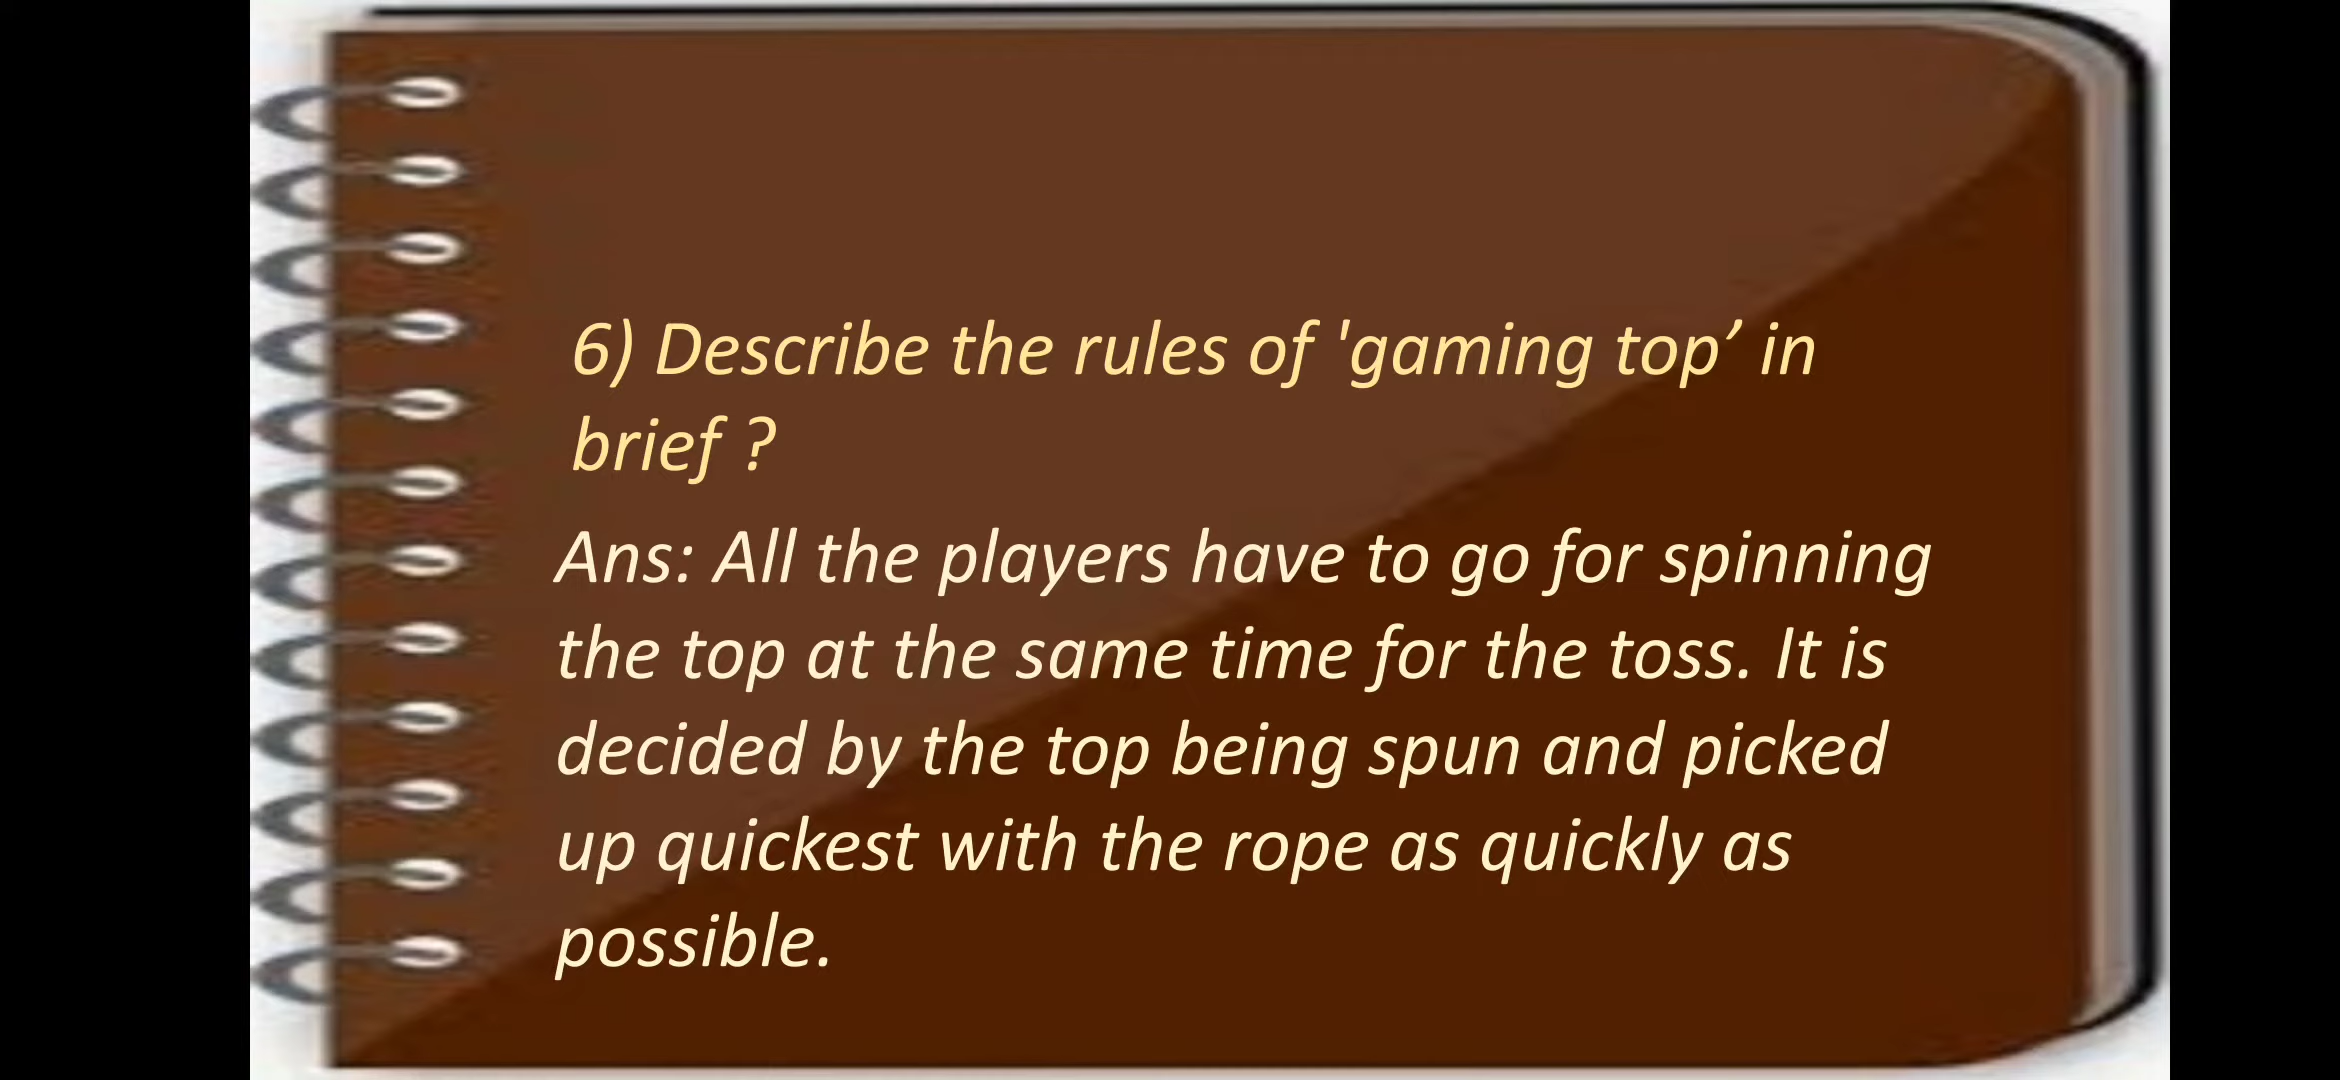 6) Describe the rules of 'gaming top’ in
brief ?
Ans: All the players have to go for spinning
the top at the same time for the toss. It is
decided by the top being spun and picked
up quickest with the rope as quickly as
possible.